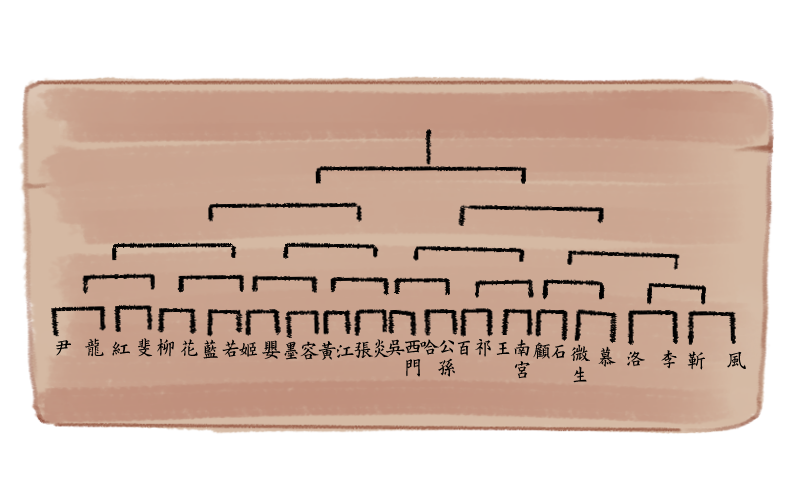 尹 龍 紅 斐 柳 花 藍 若 姬 嬰 墨 容 黃 江 張 炎 吳 西門 哈 公孫 百 祁 王 南宮 顧 石 微生 慕 洛 李 靳 風